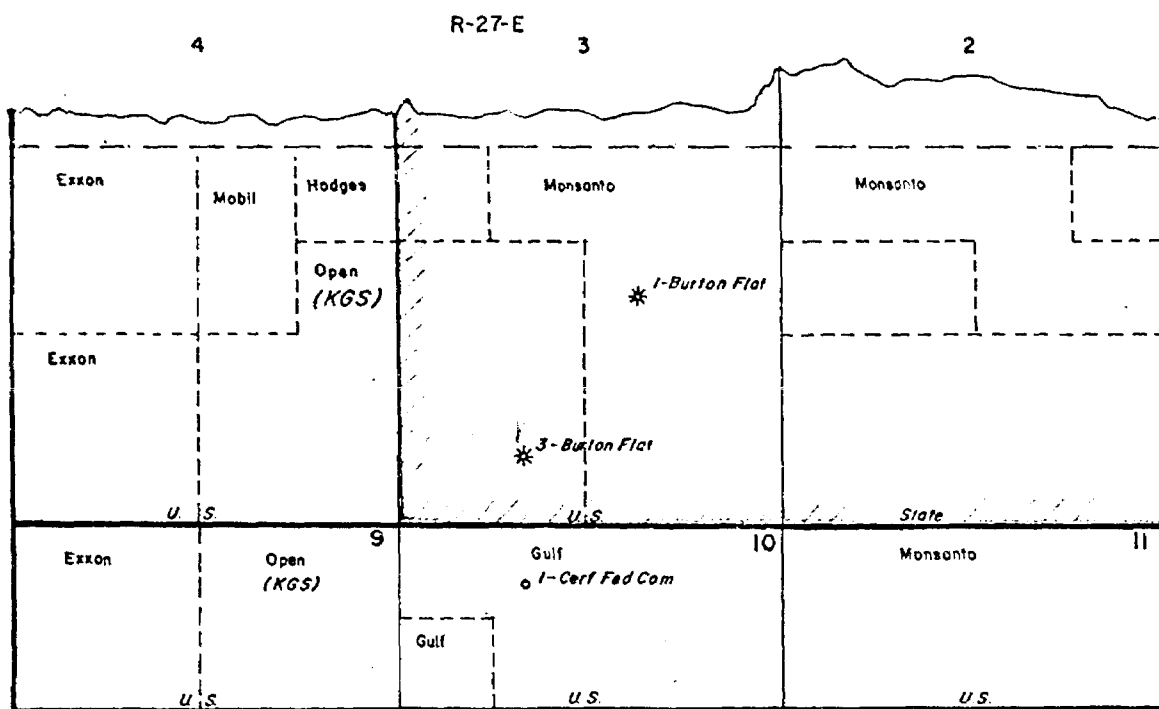 R-27-E
4
3
2
Exxon
Mobil
Hodges
Monsanto
Monsanto
Open
(KGS)
1-Burton Flat
Exxon
3-Burton Flat
U.S.
U.S.
State
Exxon
Open
(KGS)
9
Gulf
1-Cerf Fed Com
10
Monsanto
11
Gulf
U.S.
U.S.
U.S.